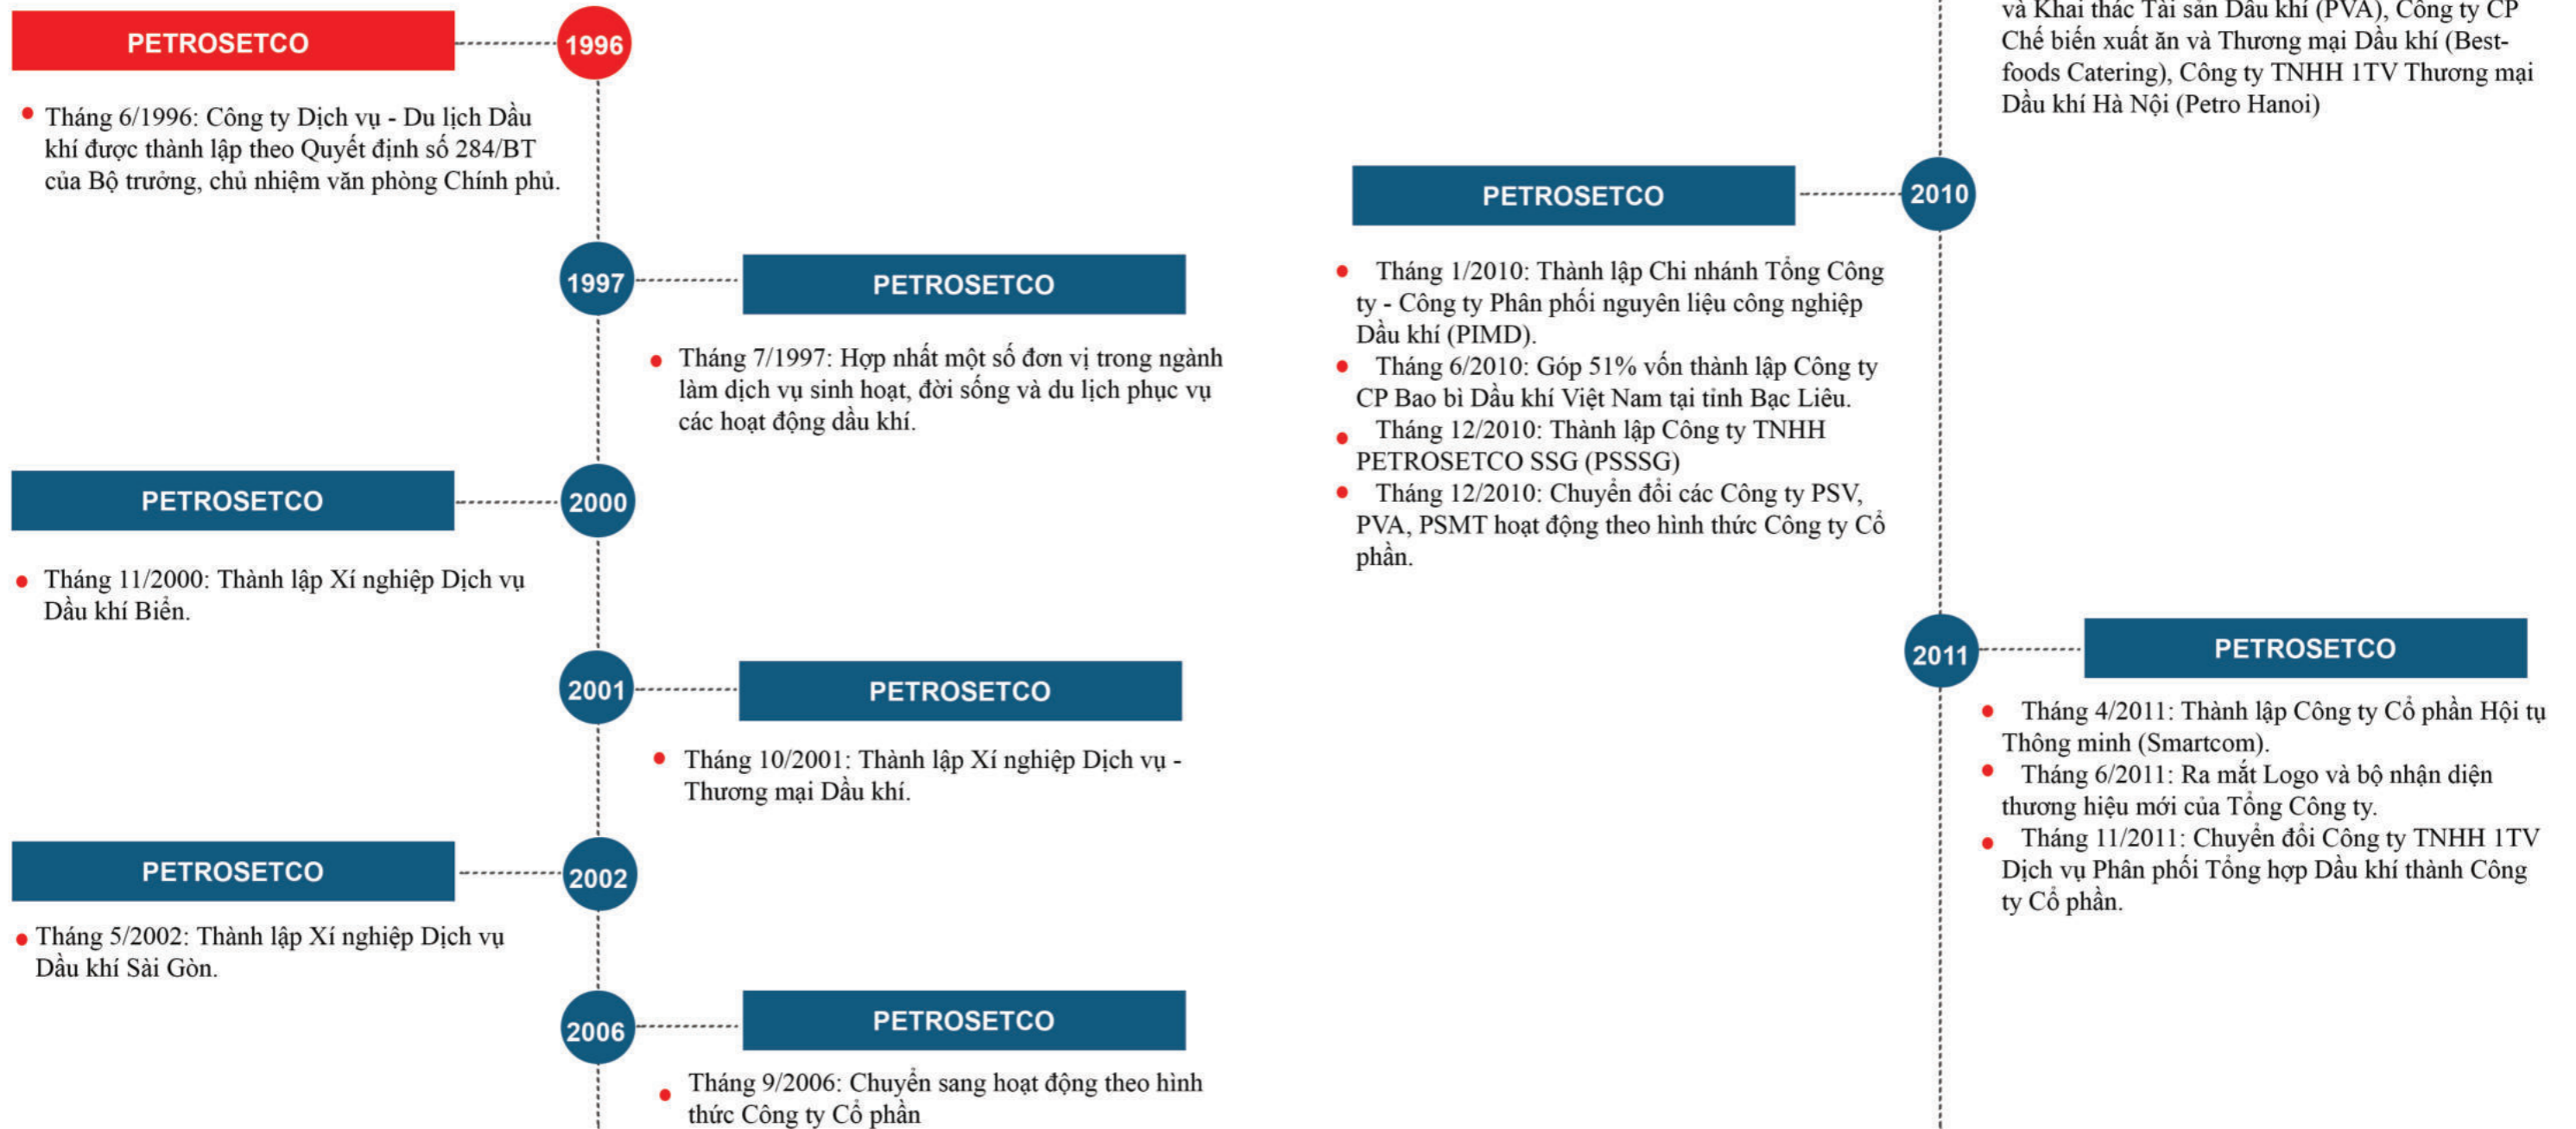 PETROSETCO
1996
Tháng 6/1996: Công ty Dịch vụ - Du lịch Dầu
khí được thành lập theo Quyết định số 284/BT
của Bộ trưởng, chủ nhiệm văn phòng Chính phủ.
1997
PETROSETCO
Tháng 7/1997: Hợp nhất một số đơn vị trong ngành
làm dịch vụ sinh hoạt, đời sống và du lịch phục vụ
các hoạt động dầu khí.
PETROSETCO
2000
Tháng 11/2000: Thành lập Xí nghiệp Dịch vụ
Dầu khí Biển.
2001
PETROSETCO
Tháng 10/2001: Thành lập Xí nghiệp Dịch vụ -
Thương mại Dầu khí.
PETROSETCO
2002
Tháng 5/2002: Thành lập Xí nghiệp Dịch vụ
Dầu khí Sài Gòn.
2006
PETROSETCO
Tháng 9/2006: Chuyển sang hoạt động theo hình
thức Công ty Cổ phần
và Khai thác Tài sản Dầu khí (PVA), Công ty CP
Chế biến xuất ăn và Thương mại Dầu khí (Best-
foods Catering), Công ty TNHH 1TV Thương mại
Dầu khí Hà Nội (Petro Hanoi)
PETROSETCO
2010
Tháng 1/2010: Thành lập Chi nhánh Tổng Công
ty - Công ty Phân phối nguyên liệu công nghiệp
Dầu khí (PIMD).
Tháng 6/2010: Góp 51% vốn thành lập Công ty
CP Bao bì Dầu khí Việt Nam tại tỉnh Bạc Liêu.
Tháng 12/2010: Thành lập Công ty TNHH
PETROSETCO SSG (PSSSG)
Tháng 12/2010: Chuyển đổi các Công ty PSV,
PVA, PSMT hoạt động theo hình thức Công ty Cổ
phần.
2011
PETROSETCO
Tháng 4/2011: Thành lập Công ty Cổ phần Hội tụ
Thông minh (Smartcom).
Tháng 6/2011: Ra mắt Logo và bộ nhận diện
thương hiệu mới của Tổng Công ty.
Tháng 11/2011: Chuyển đổi Công ty TNHH 1TV
Dịch vụ Phân phối Tổng hợp Dầu khí thành Công
ty Cổ phần.